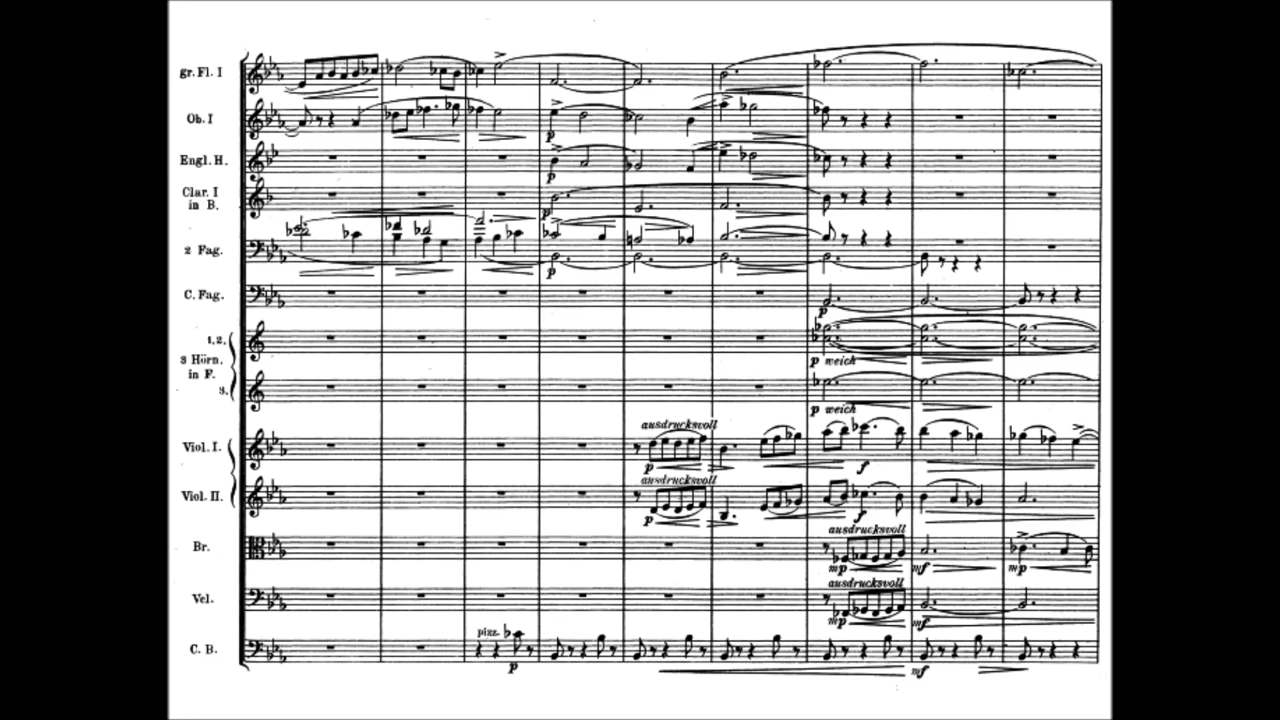 gr. Fl. I
Ob. I
p
Engl. H.
p
Clar. I
in B.
p
2 Fag.
p
C. Fag.
p
1, 2.
p weich
3 Hörn.
in F.
3.
p weich
ausdrucksvoll
Viol. I.
p f
ausdrucksvoll
Viol. II.
p f
ausdrucksvoll
Br.
mp mf mp
ausdrucksvoll
Vcl.
mp mf
pizz.
C. B.
p mf